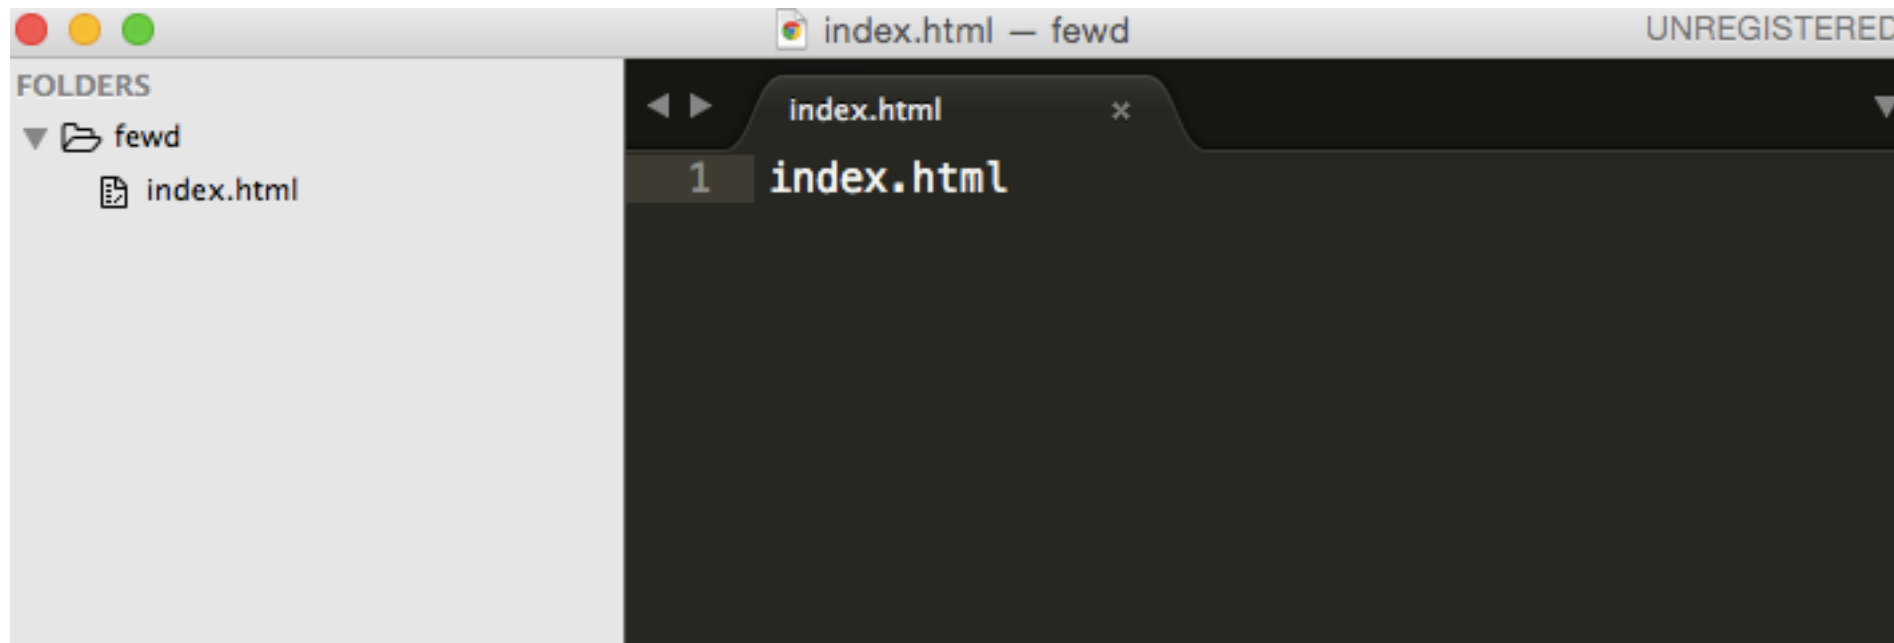 index.html — fewd
UNREGISTERED
FOLDERS
fewd
index.html
index.html
1 index.html